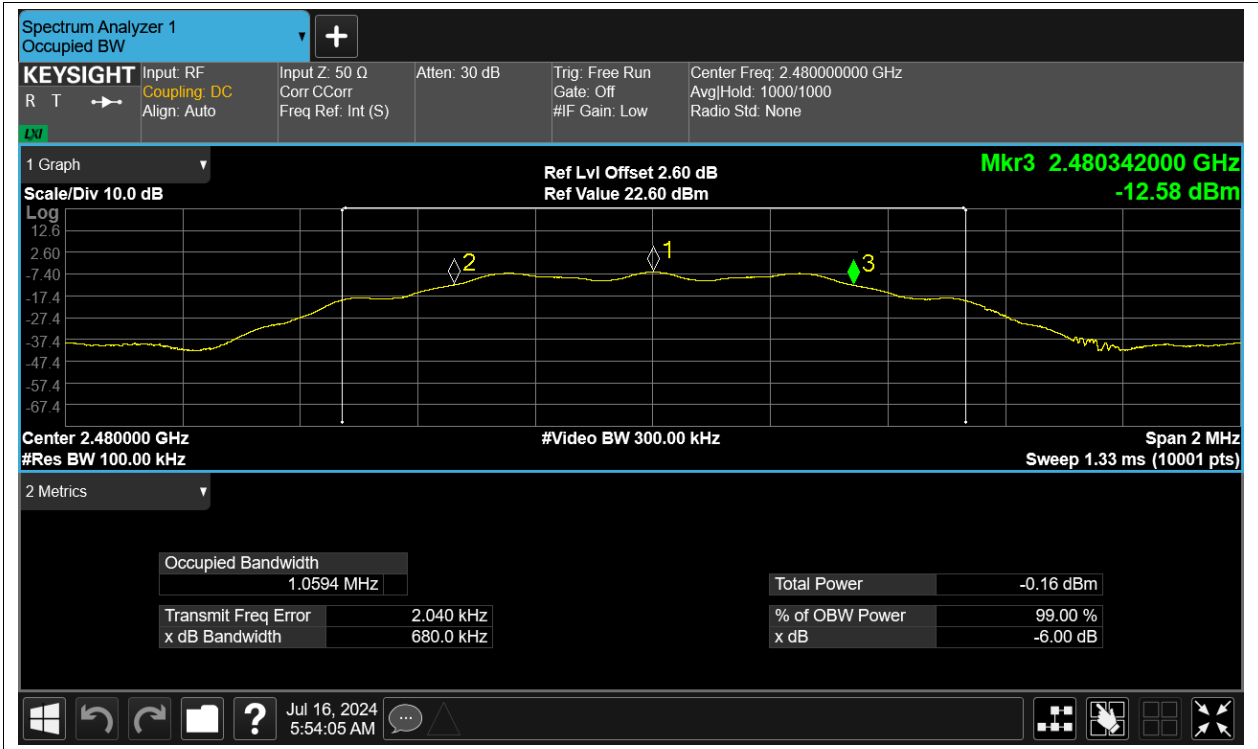 Spectrum Analyzer 1
Occupied BW
+
KEYSIGHT
R T
LXI
Input: RF
Coupling: DC
Align: Auto
Input Z: 50 Ω
Corr CCorr
Freq Ref: Int (S)
Atten: 30 dB
Trig: Free Run
Gate: Off
#IF Gain: Low
Center Freq: 2.480000000 GHz
Avg|Hold: 1000/1000
Radio Std: None
1 Graph
Scale/Div 10.0 dB
Ref Lvl Offset 2.60 dB
Ref Value 22.60 dBm
Mkr3 2.480342000 GHz
-12.58 dBm
Log
12.6
2.60
-7.40
-17.4
-27.4
-37.4
-47.4
-57.4
-67.4
2
1
3
Center 2.480000 GHz
#Video BW 300.00 kHz
Span 2 MHz
#Res BW 100.00 kHz
Sweep 1.33 ms (10001 pts)
2 Metrics
Occupied Bandwidth
1.0594 MHz
Transmit Freq Error 2.040 kHz
x dB Bandwidth 680.0 kHz
Total Power -0.16 dBm
% of OBW Power 99.00 %
x dB -6.00 dB
?
Jul 16, 2024
5:54:05 AM